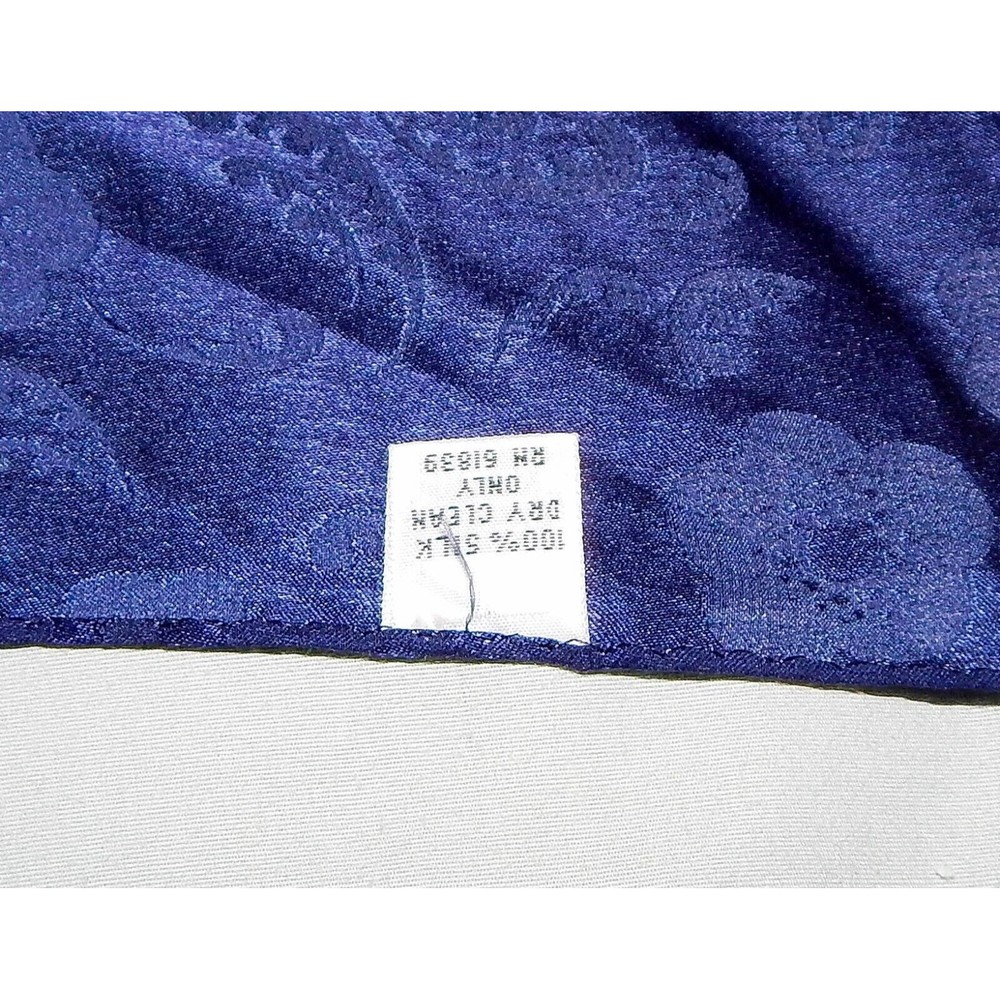 100% SILK
DRY CLEAN
ONLY
RN 61839